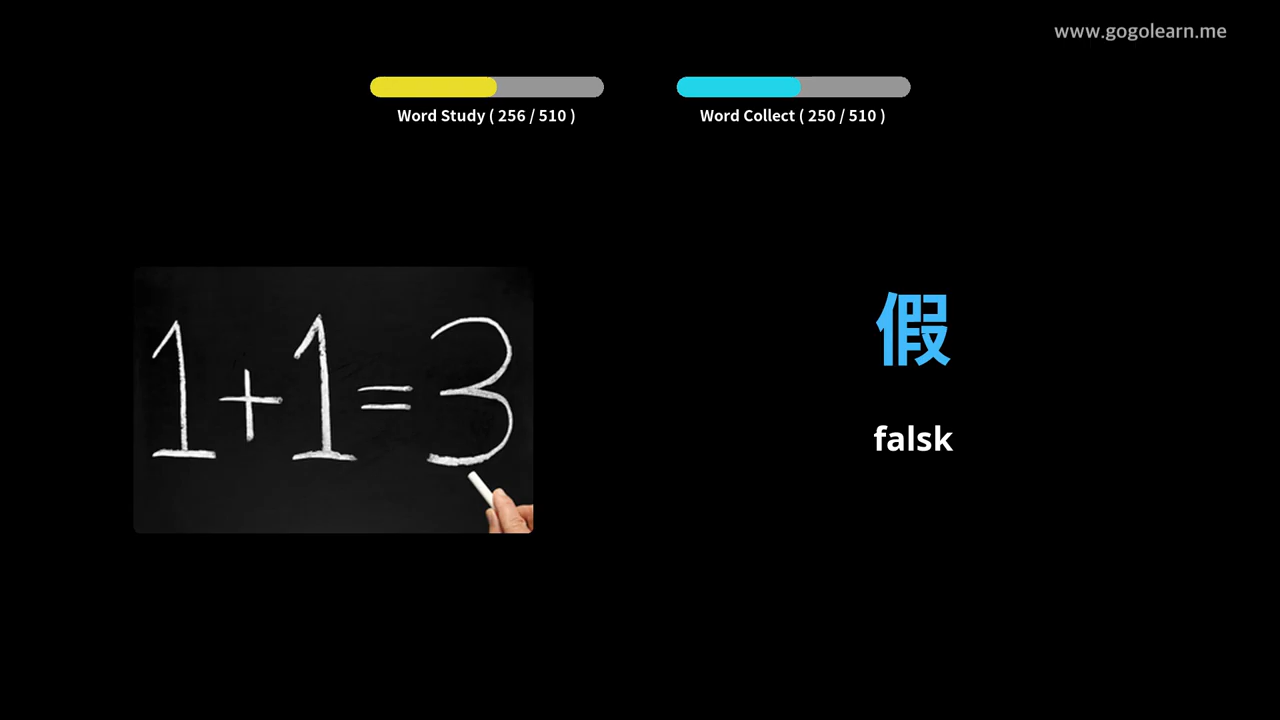 www.gogolearn.me
Word Study ( 256 / 510 )
Word Collect ( 250 / 510 )
1+1=3
假
falsk